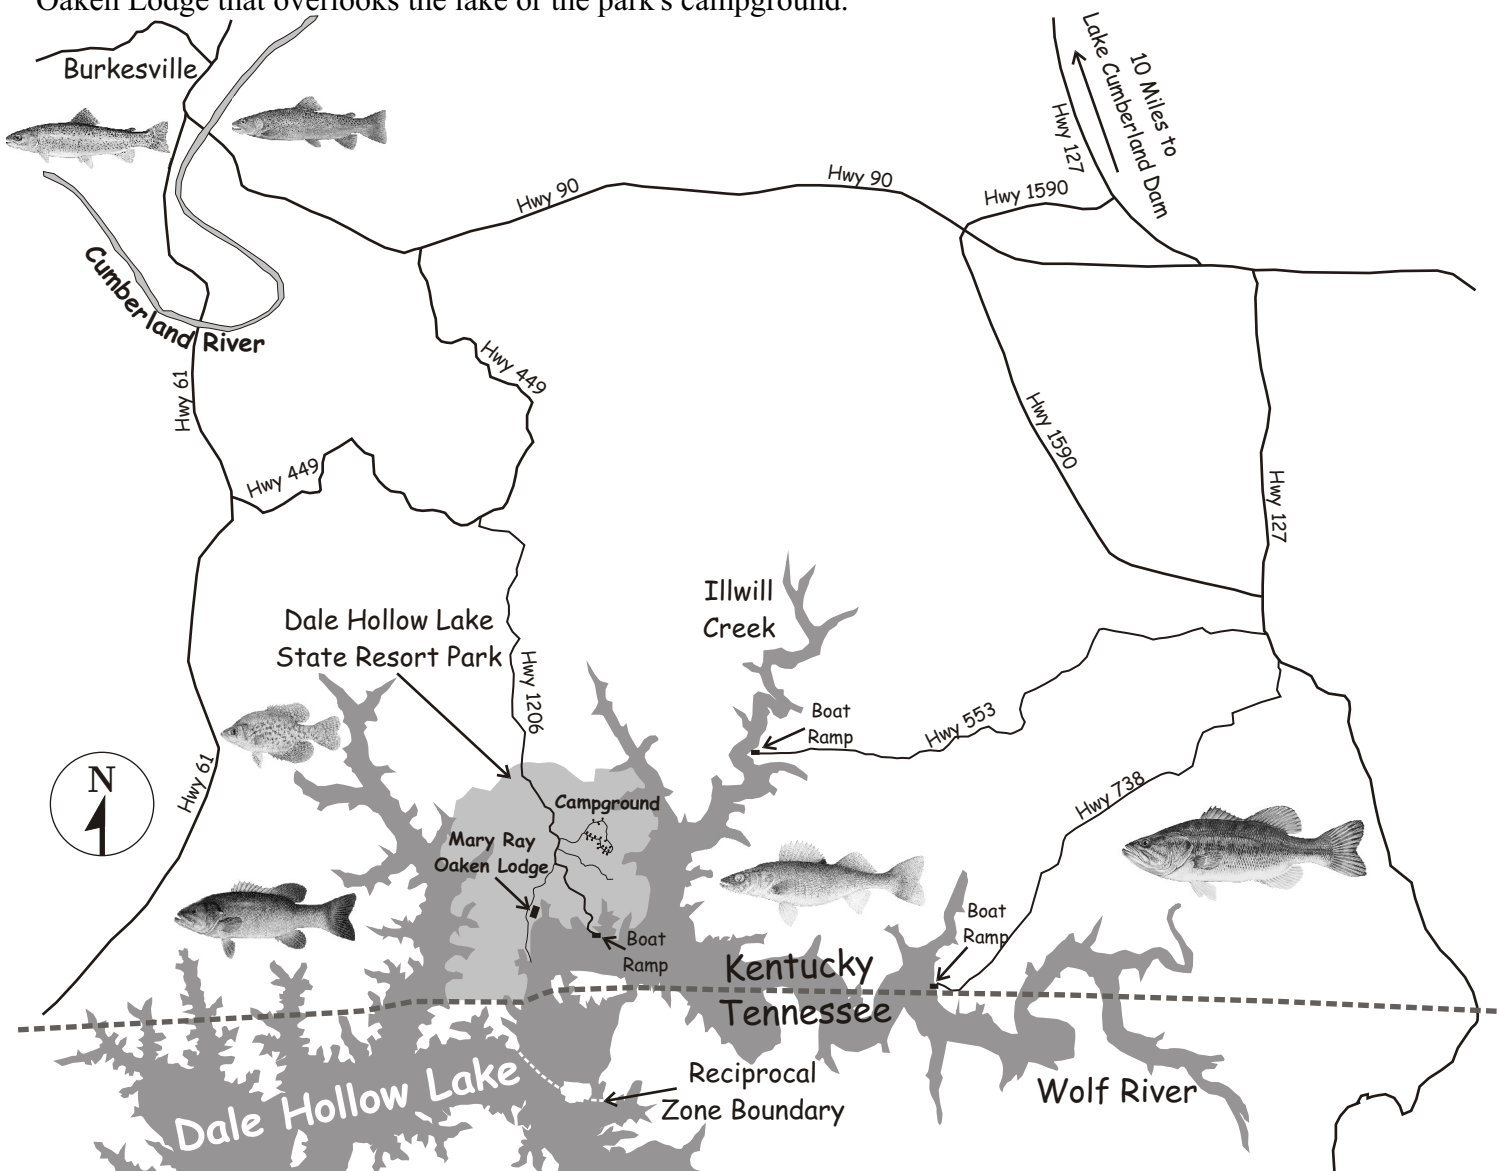 Oaken Lodge that overlooks the lake or the park's campground.
Burkesville
10 Miles to
Lake Cumberland Dam
Hwy 127
Hwy 90
Hwy 90
Hwy 1590
Cumberland River
Hwy 61
Hwy 449
Hwy 449
Hwy 1590
Hwy 127
Illwill
Creek
Dale Hollow Lake
State Resort Park
Hwy 1206
Boat
Ramp
Hwy 553
Hwy 61
N
Hwy 738
Campground
Mary Ray
Oaken Lodge
Boat
Ramp
Boat
Ramp
Kentucky
Tennessee
Dale Hollow Lake
Reciprocal
Zone Boundary
Wolf River